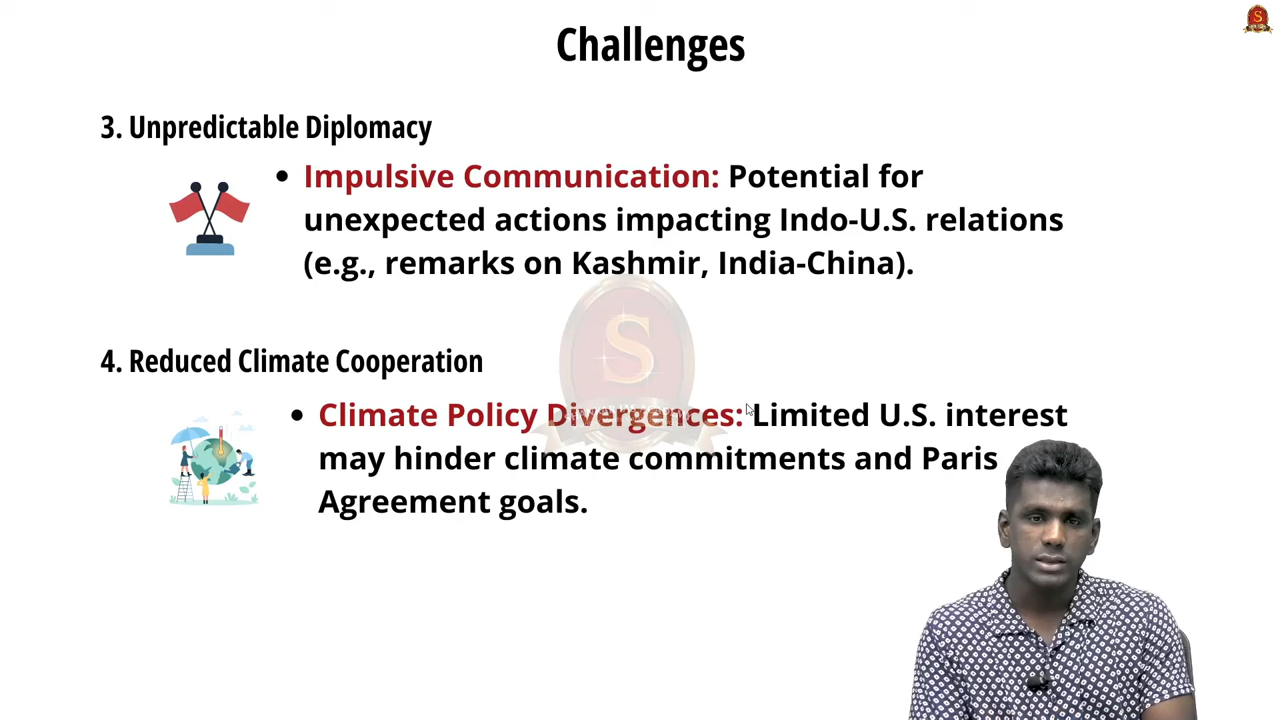 Challenges
3. Unpredictable Diplomacy
• Impulsive Communication: Potential for
unexpected actions impacting Indo-U.S. relations
(e.g., remarks on Kashmir, India-China).
S
4. Reduced Climate Cooperation
• Climate Policy Divergences: Limited U.S. interest
may hinder climate commitments and Paris
Agreement goals.